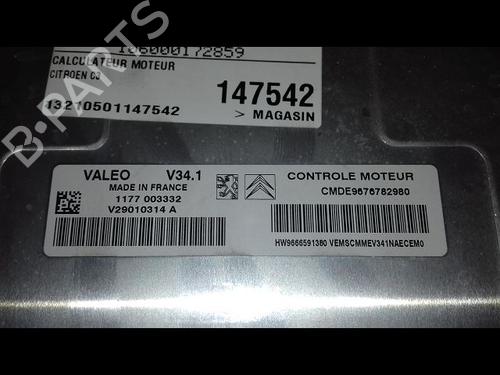 106000172859
CALCULATEUR MOTEUR
CITROEN C3
13210501147542
147542
> MAGASIN
B-PARTS
VALEO V34.1
MADE IN FRANCE
1177 003332
V29010314 A
CONTROLE MOTEUR
CMDE9676782980
HW9666591380 VEMSCMMEV341NAECEM0